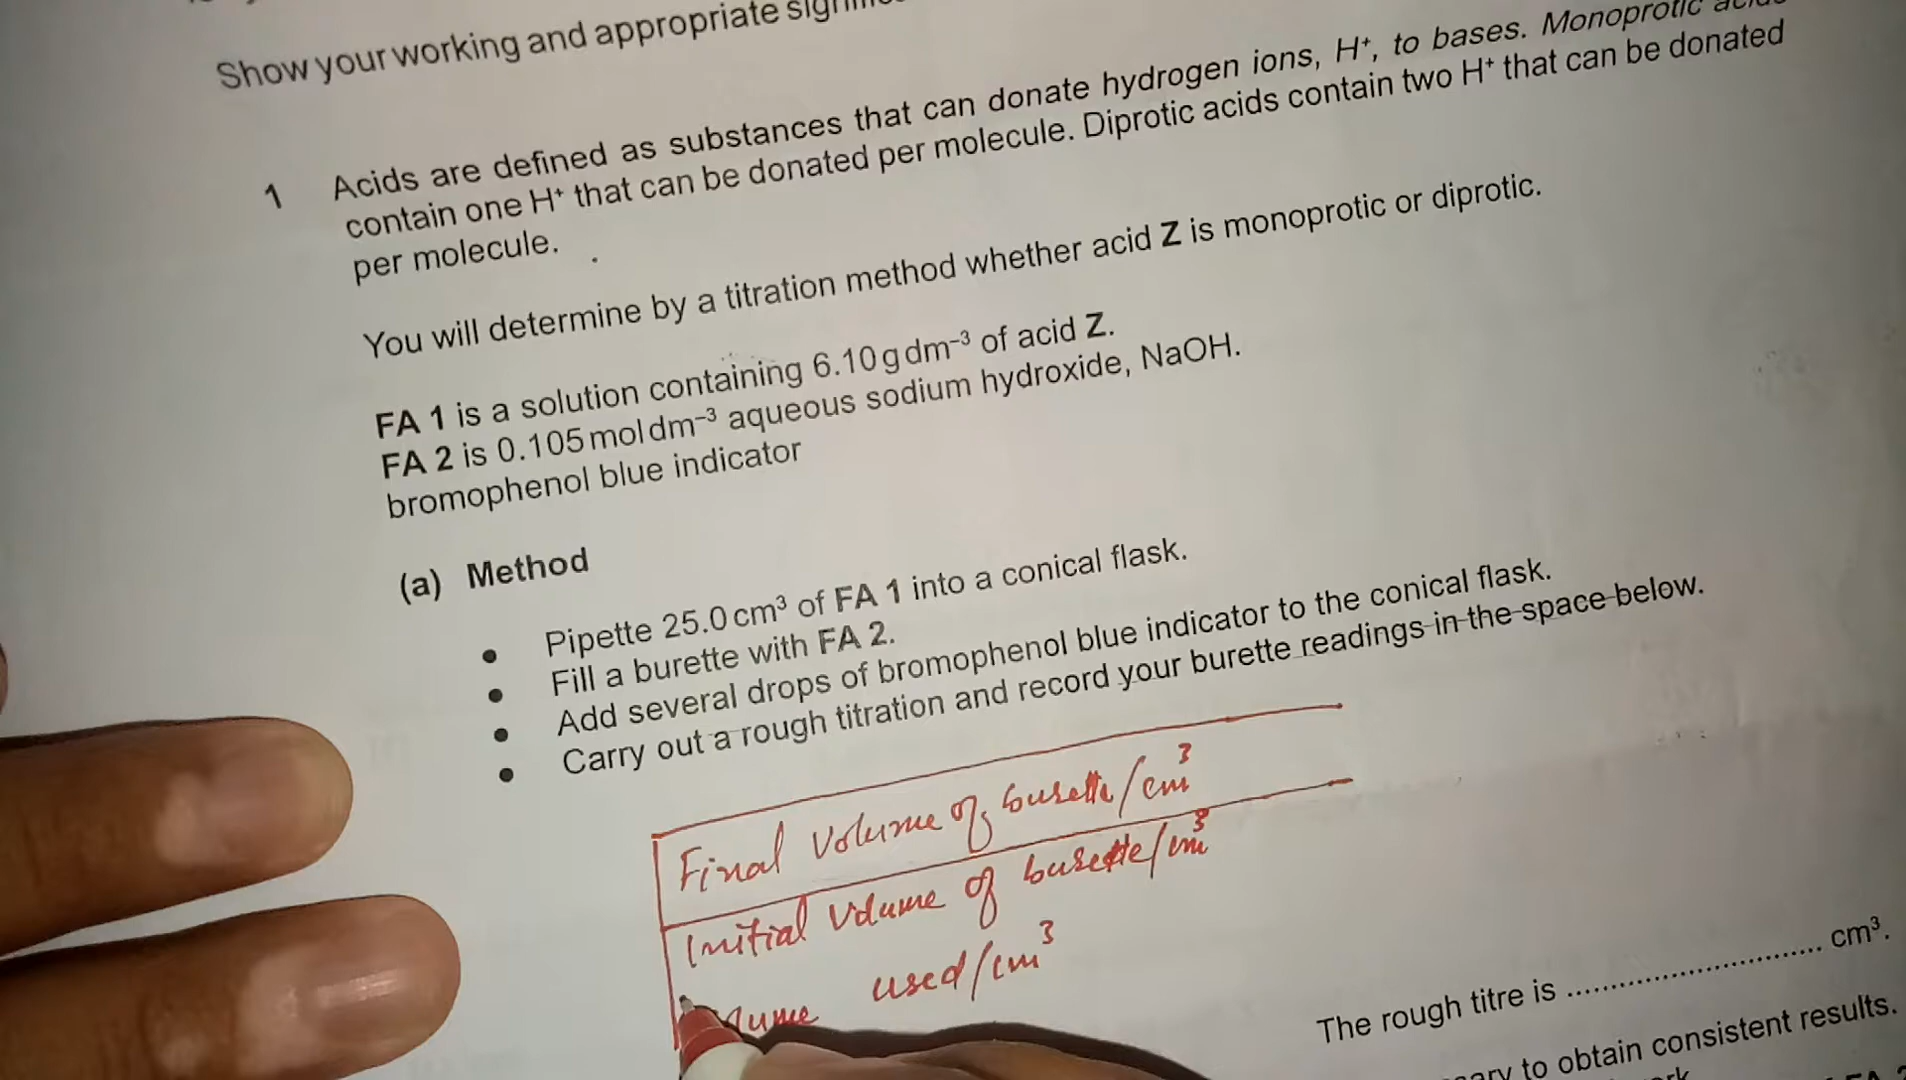 Show your working and appropriate
1 Acids are defined as substances that can donate hydrogen ions, H⁺, to bases. Monoprotic
contain one H⁺ that can be donated per molecule. Diprotic acids contain two H⁺ that can be donated
per molecule.
You will determine by a titration method whether acid Z is monoprotic or diprotic.
FA 1 is a solution containing 6.10 g dm⁻³ of acid Z.
FA 2 is 0.105 mol dm⁻³ aqueous sodium hydroxide, NaOH.
bromophenol blue indicator
(a) Method
• Pipette 25.0 cm³ of FA 1 into a conical flask.
• Fill a burette with FA 2.
• Add several drops of bromophenol blue indicator to the conical flask.
• Carry out a rough titration and record your burette readings in the space below.
Final volume of burette/cm³
Initial volume of burette/cm³
used/cm³
The rough titre is .............................. cm³.
to obtain consistent results.